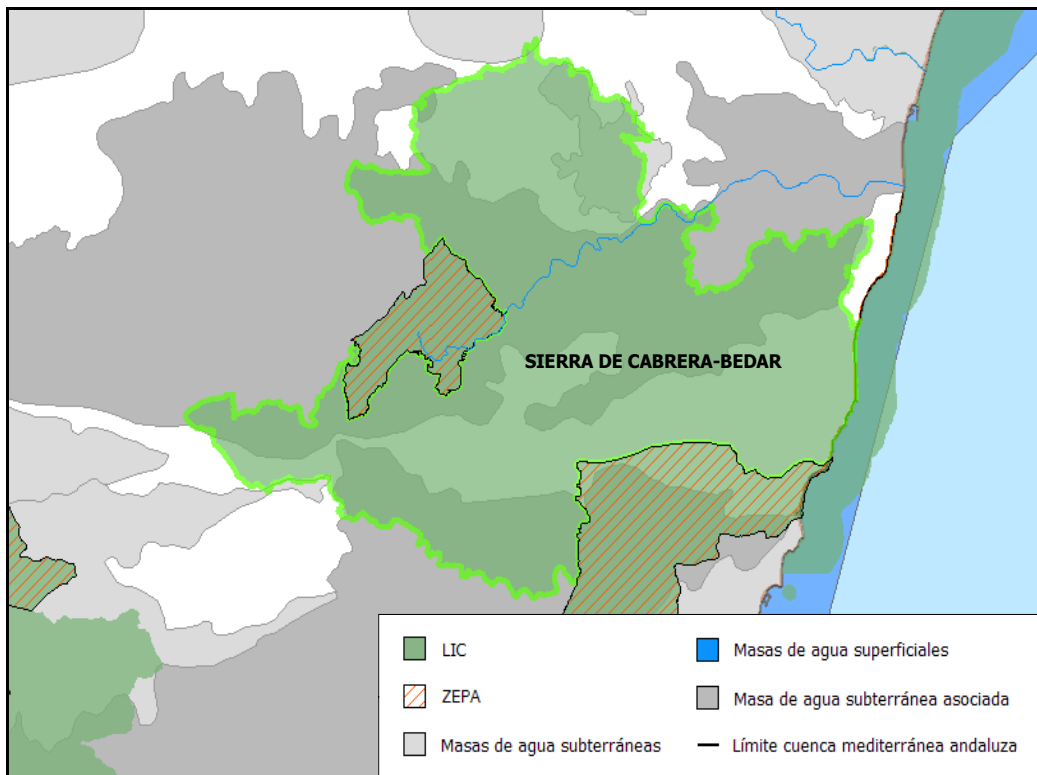 SIERRA DE CABRERA-BEDAR
LIC
ZEPA
Masas de agua subterráneas
Masas de agua superficiales
Masa de agua subterránea asociada
Límite cuenca mediterránea andaluza